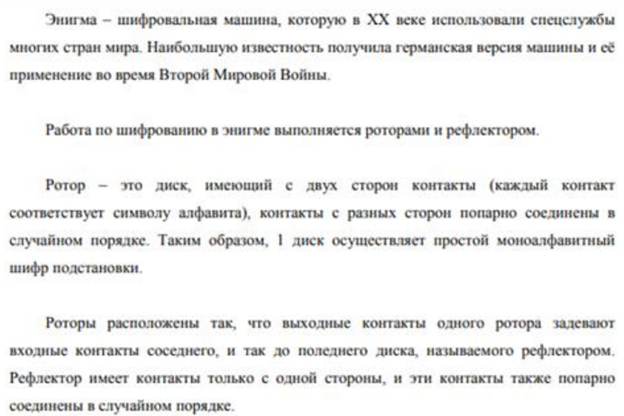 Энигма – шифровальная машина, которую в XX веке использовали спецслужбы
многих стран мира. Наибольшую известность получила германская версия машины и её
применение во время Второй Мировой Войны.
Работа по шифрованию в энигме выполняется роторами и рефлектором.
Ротор – это диск, имеющий с двух сторон контакты (каждый контакт
соответствует символу алфавита), контакты с разных сторон попарно соединены в
случайном порядке. Таким образом, 1 диск осуществляет простой моноалфавитный
шифр подстановки.
Роторы расположены так, что выходные контакты одного ротора задевают
входные контакты соседнего, и так до поледнего диска, называемого рефлектором.
Рефлектор имеет контакты только с одной стороны, и эти контакты также попарно
соединены в случайном порядке.